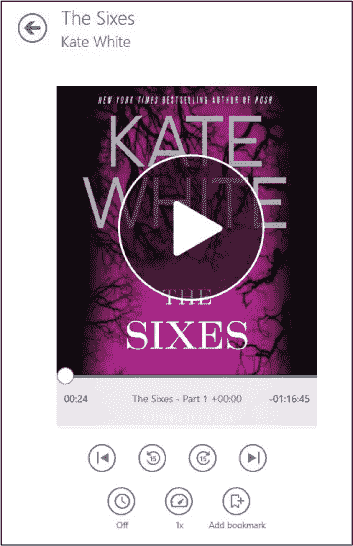 The Sixes
Kate White
NEW YORK TIMES BESTSELLING AUTHOR OF HUSH
KATE
WHITE
THE
SIXES
00:24 The Sixes - Part 1 +00:00 -01:16:45
15 15
Off 1x Add bookmark